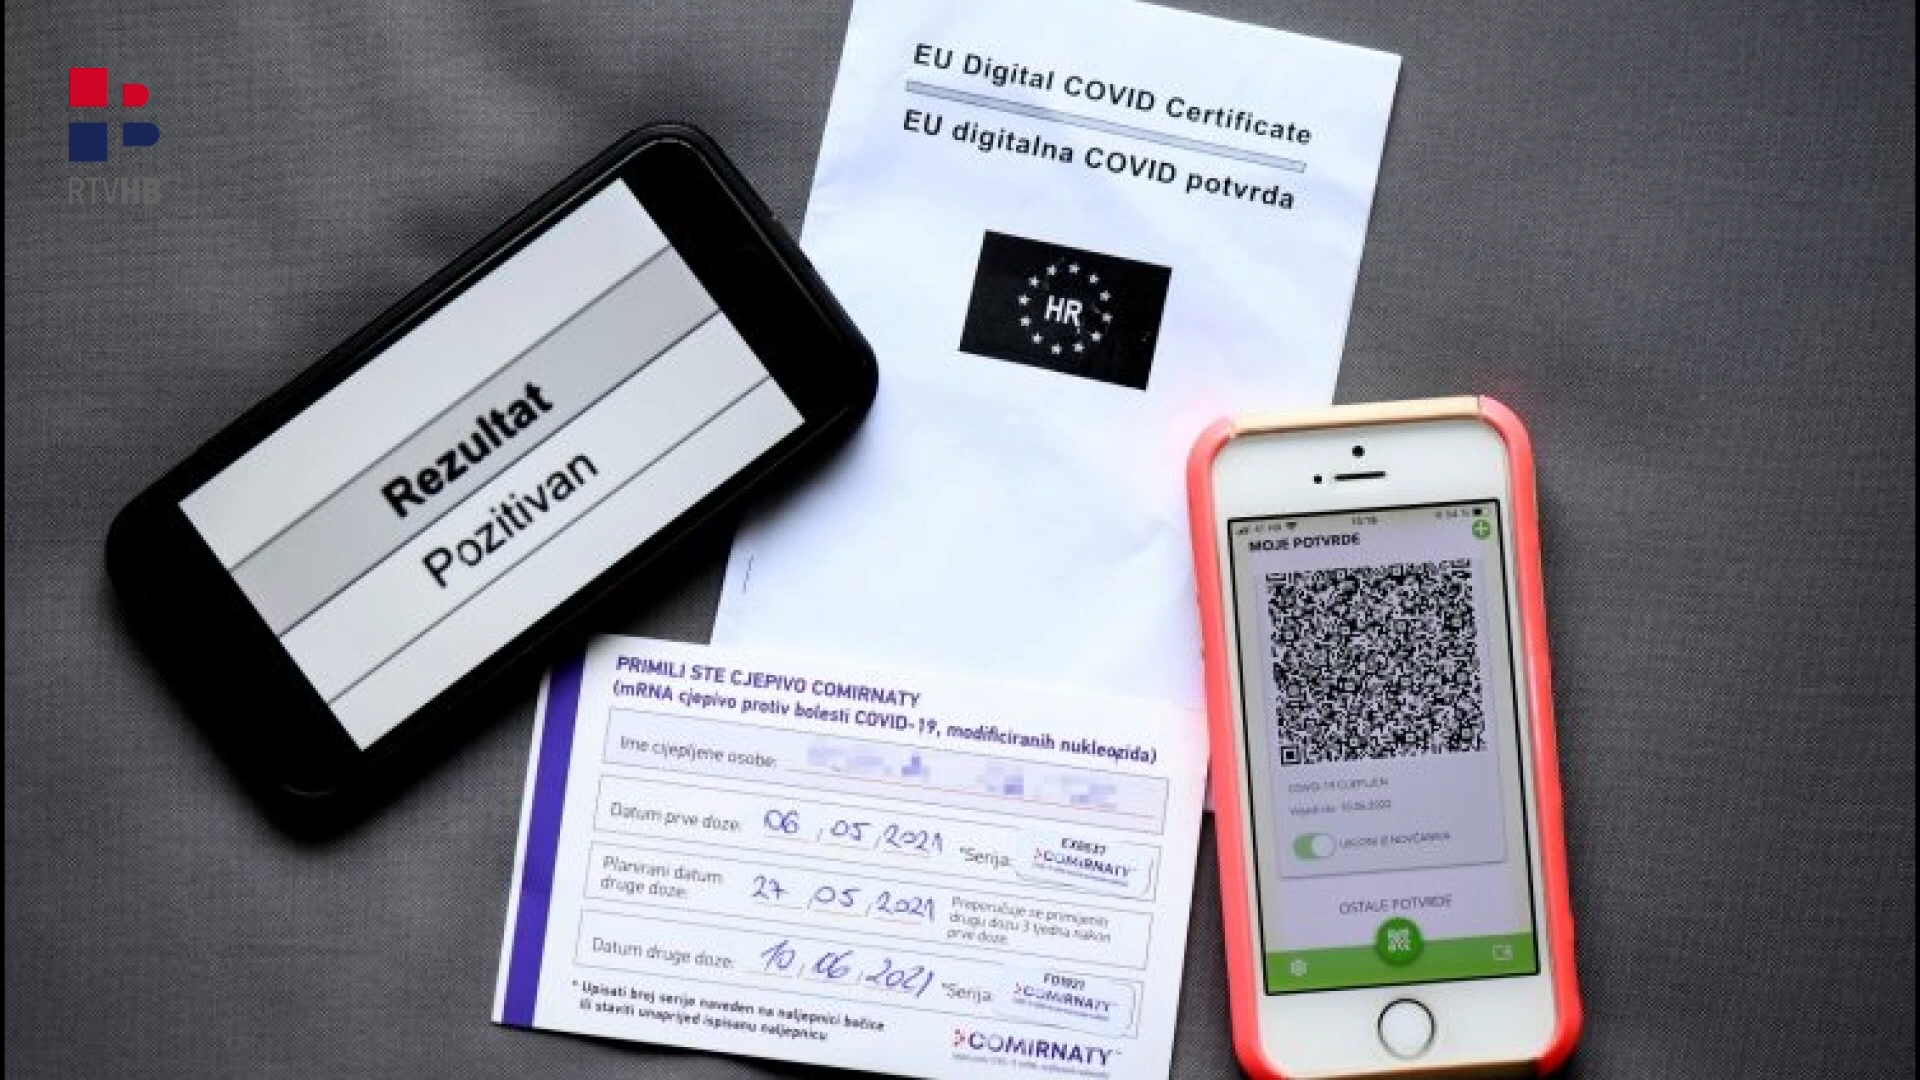 RTVHB
EU Digital COVID Certificate
EU digitalna COVID potvrda
HR
Rezultat
Pozitivan
PRIMILI STE CJEPIVO COMIRNATY
(mRNA cjepivo protiv bolesti COVID-19, modificiranih nukleozida)
Ime cijepljene osobe:
Datum prve doze: 06, 05, 2021 *Serija:
COMIRNATY
Planirani datum
druge doze: 27, 05, 2021
Preporučuje se primijeniti
drugu dozu 3 tjedna nakon
prve doze.
Datum druge doze: 10, 06, 2021 *Serija:
COMIRNATY
* Upisati broj serije naveden na naljepnici bočice
ili staviti unaprijed ispisanu naljepnicu
COMIRNATY
MOJE POTVRDE
OSTALE POTVRDE